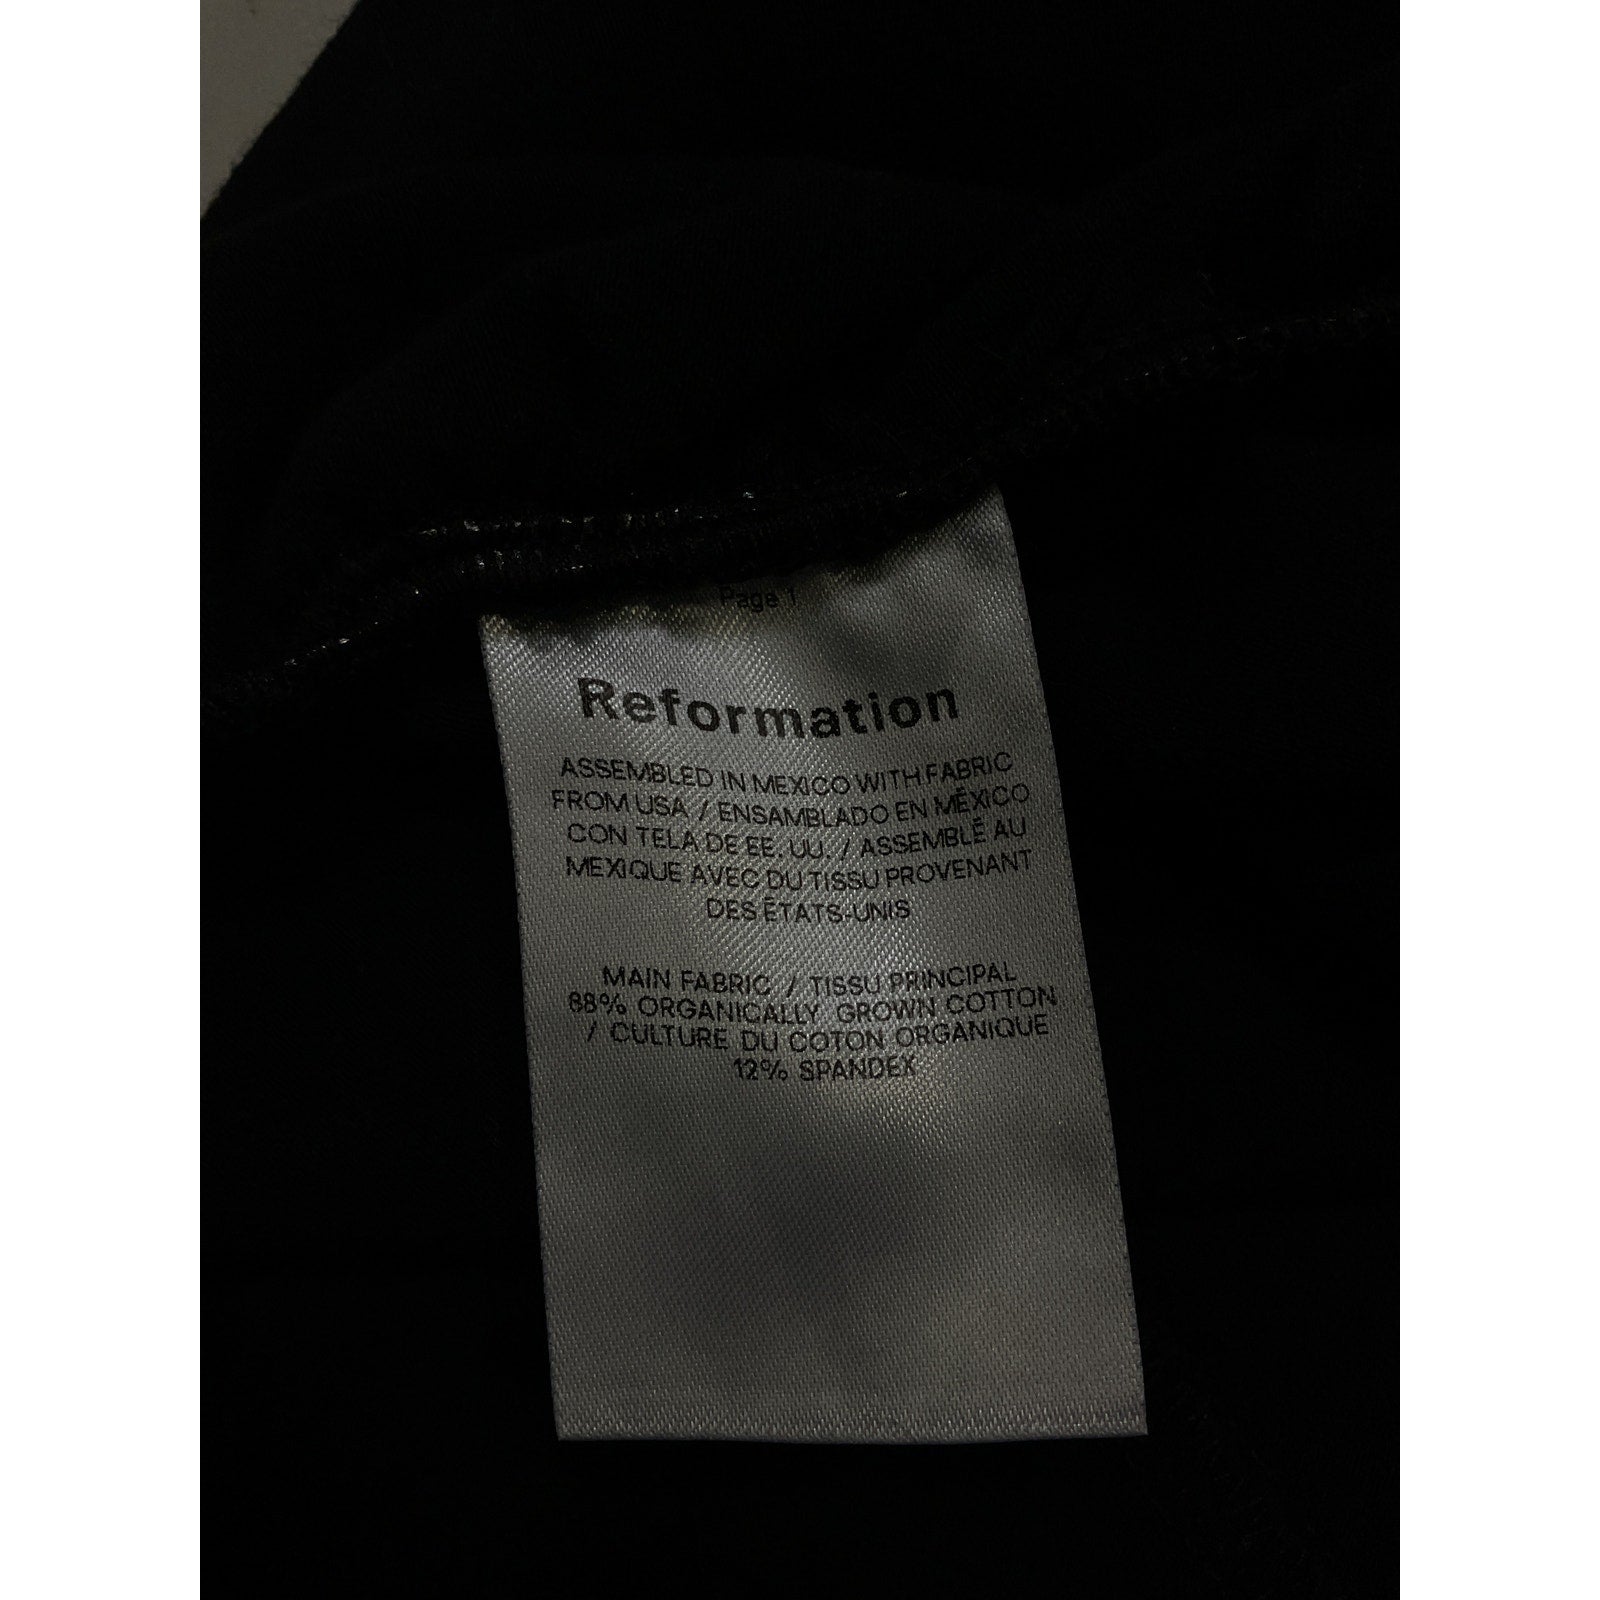 Page 1
Reformation
ASSEMBLED IN MEXICO WITH FABRIC
FROM USA / ENSAMBLADO EN MÉXICO
CON TELA DE EE. UU. / ASSEMBLÉ AU
MEXIQUE AVEC DU TISSU PROVENANT
DES ÉTATS-UNIS
MAIN FABRIC / TISSU PRINCIPAL
88% ORGANICALLY GROWN COTTON
/ CULTURE DU COTON ORGANIQUE
12% SPANDEX